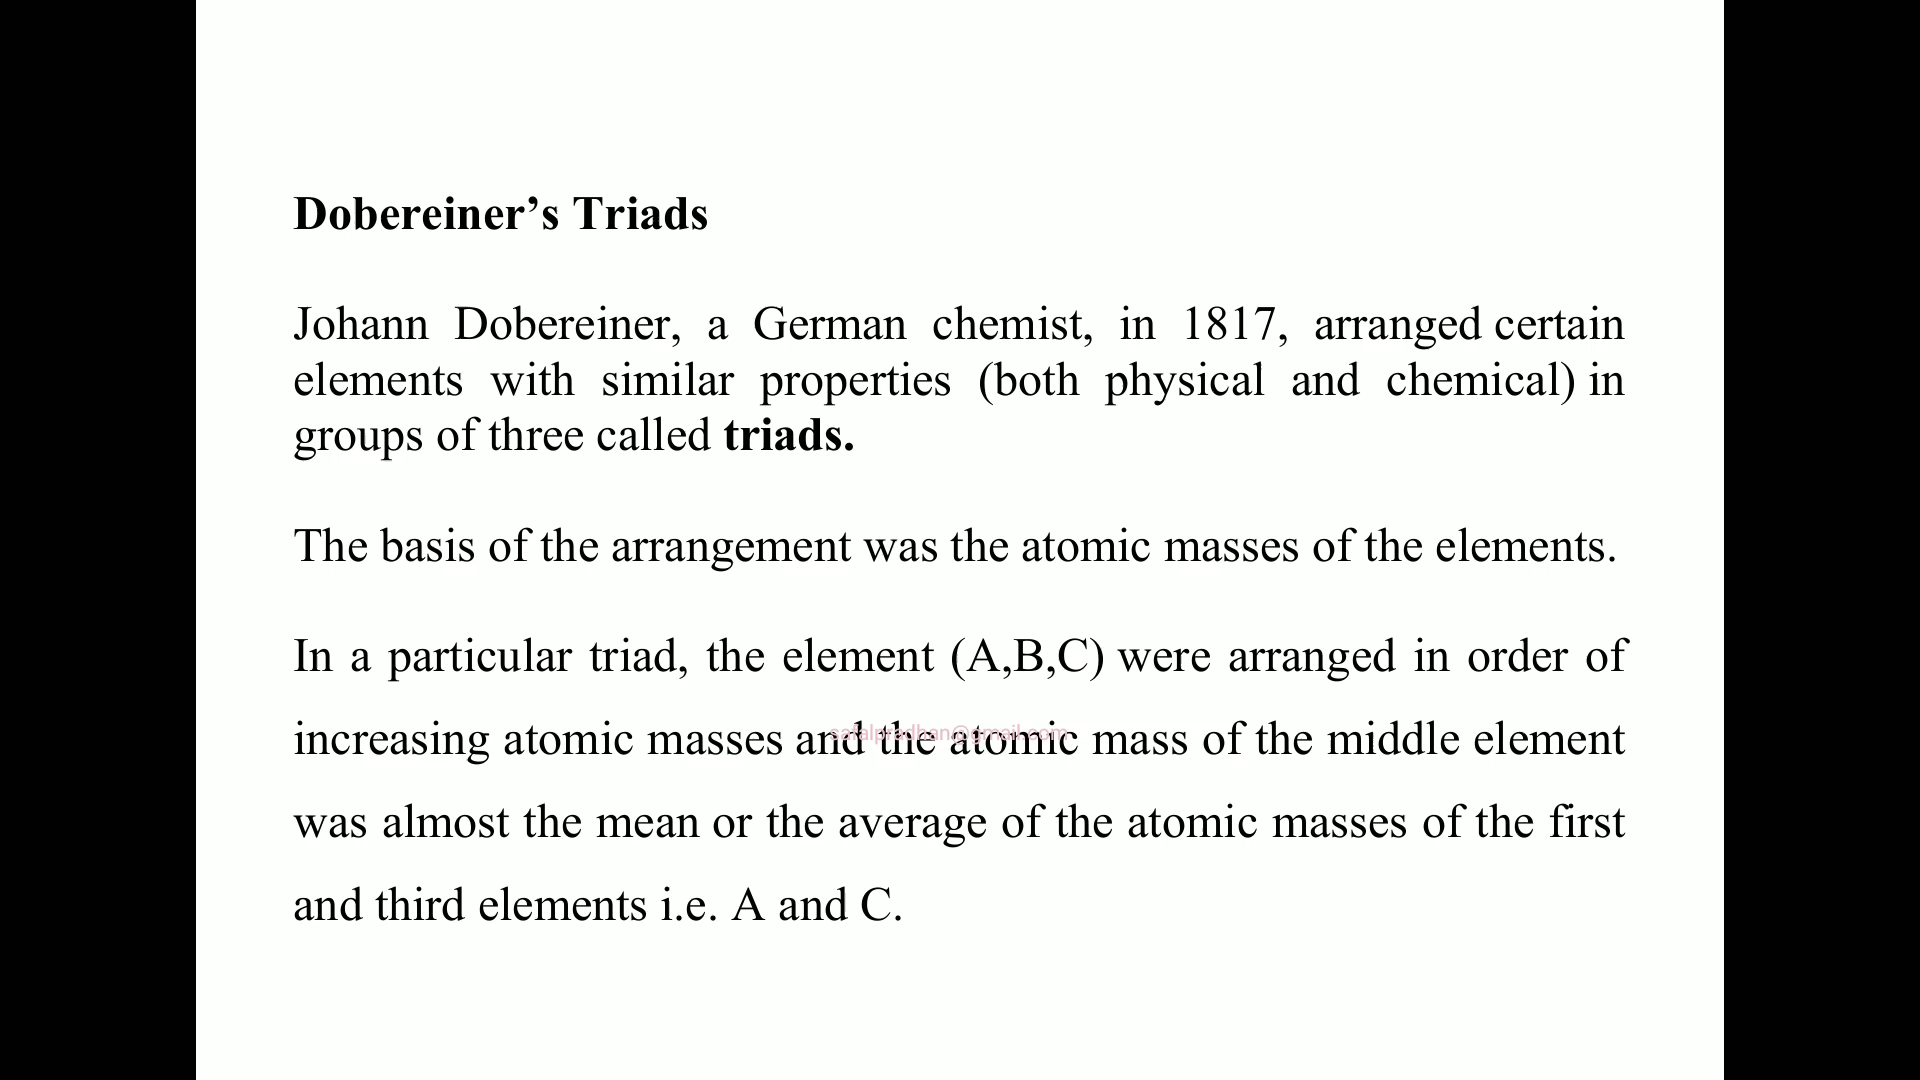 Dobereiner’s Triads
Johann Dobereiner, a German chemist, in 1817, arranged certain
elements with similar properties (both physical and chemical) in
groups of three called triads.
The basis of the arrangement was the atomic masses of the elements.
In a particular triad, the element (A,B,C) were arranged in order of
increasing atomic masses and the atomic mass of the middle element
safalpradhan@gmail.com
was almost the mean or the average of the atomic masses of the first
and third elements i.e. A and C.